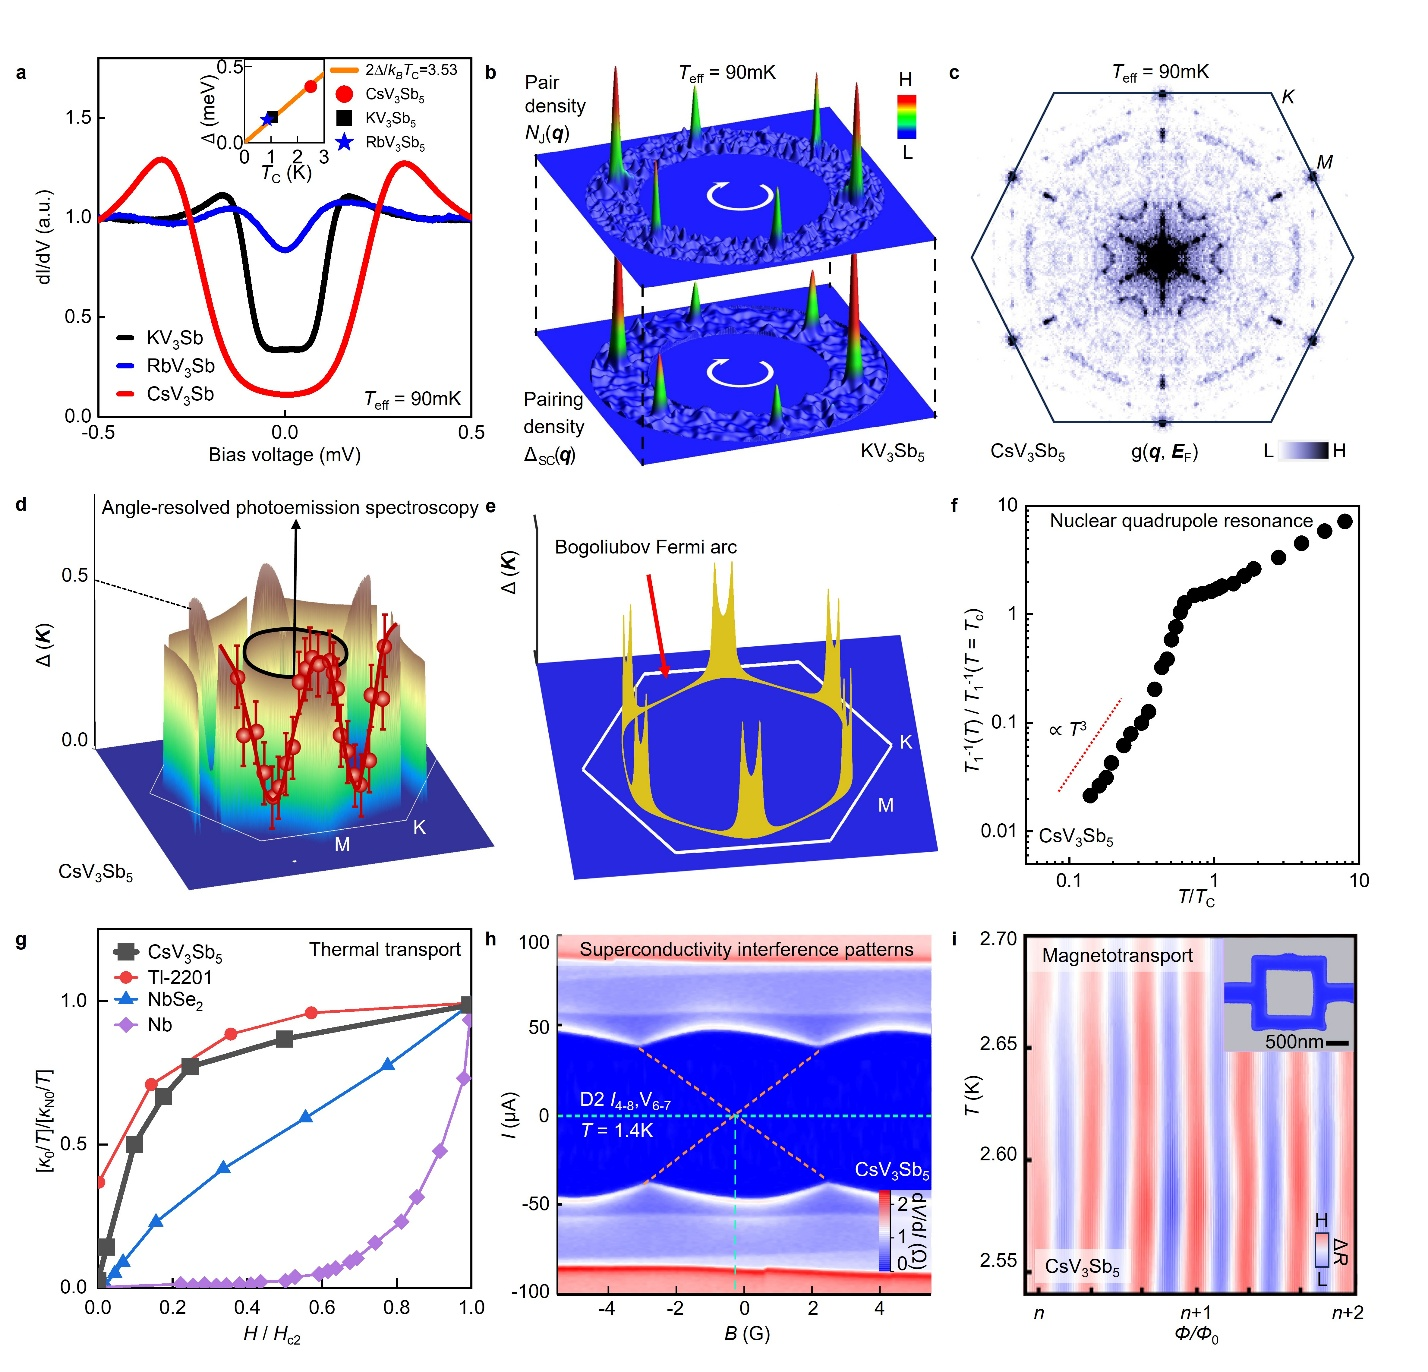 a
1.5
1.0
0.5
0.0
-0.5
0.0
0.5
dI/dV (a.u.)
Bias voltage (mV)
KV₃Sb
RbV₃Sb
CsV₃Sb
T_eff = 90mK
0.5
0.0
Δ (meV)
0 1 2 3
T_C (K)
2Δ/k_BT_C=3.53
CsV₃Sb₅
KV₃Sb₅
RbV₃Sb₅
b
Pair
density
N_J(q)
T_eff = 90mK
H
L
Pairing
density
Δ_SC(q)
KV₃Sb₅
c
T_eff = 90mK
K
M
CsV₃Sb₅
g(q, E_F)
L H
d
Angle-resolved photoemission spectroscopy
0.5
0.0
Δ (K)
M
K
CsV₃Sb₅
e
Δ (K)
Bogoliubov Fermi arc
K
M
f
10
1
0.1
0.01
Nuclear quadrupole resonance
T₁⁻¹(T) / T₁⁻¹(T = T_c)
∝ T³
CsV₃Sb₅
0.1 1 10
T/T_C
g
CsV₃Sb₅
Tl-2201
NbSe₂
Nb
Thermal transport
1.0
0.5
0.0
[κ₀/T]/[κ_N0/T]
0.0 0.2 0.4 0.6 0.8 1.0
H / H_c2
h
100
50
0
-50
-100
I (μA)
Superconductivity interference patterns
D2 I₄₋₈,V₆₋₇
T = 1.4K
CsV₃Sb₅
2
1
0
dV/dI (Ω)
-4 -2 0 2 4
B (G)
i
2.70
2.65
2.60
2.55
T (K)
Magnetotransport
500nm
H
L
ΔR
CsV₃Sb₅
n n+1 n+2
Φ/Φ₀